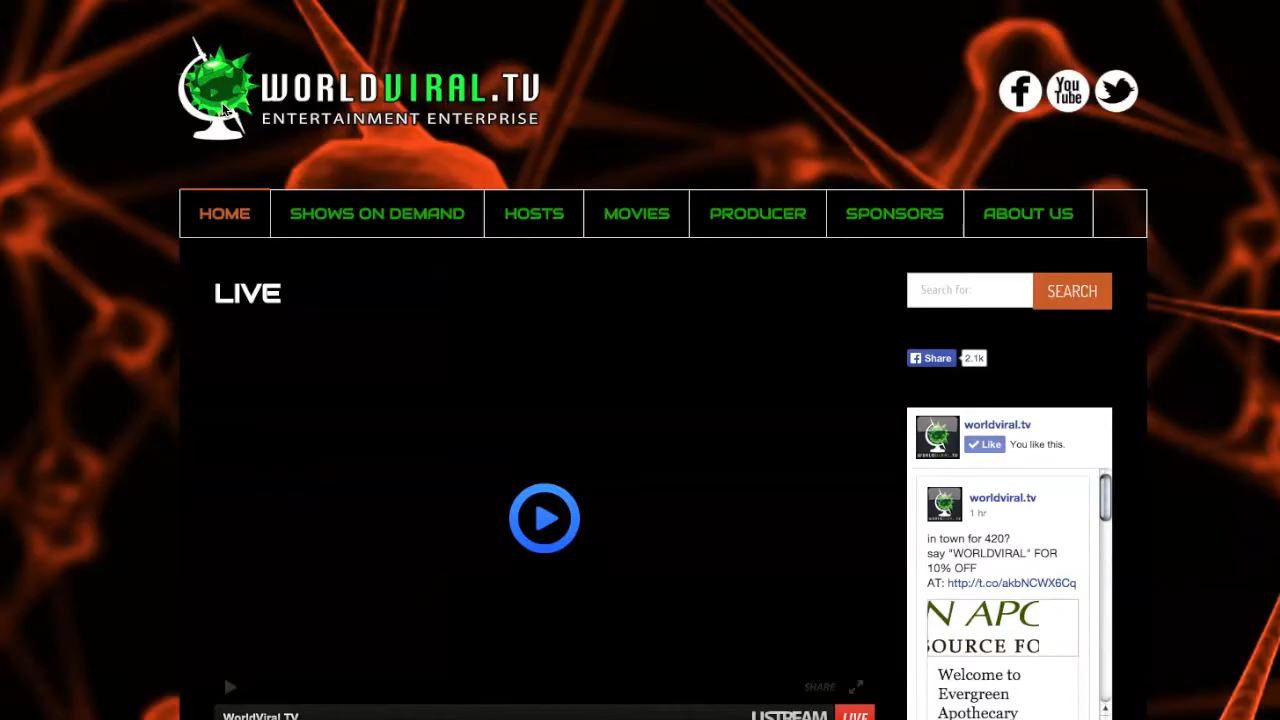 WORLDVIRAL.TV
ENTERTAINMENT ENTERPRISE
f
You
Tube
HOME
SHOWS ON DEMAND
HOSTS
MOVIES
PRODUCER
SPONSORS
ABOUT US
LIVE
Search for:
SEARCH
f Share
2.1k
worldviral.tv
Like
You like this.
worldviral.tv
1 hr
in town for 420?
say "WORLDVIRAL" FOR
10% OFF
AT: http://t.co/akbNCWX6Cq
N APO
SOURCE FO
Welcome to
Evergreen
Apothecary
SHARE
WorldViral TV
USTREAM
LIVE